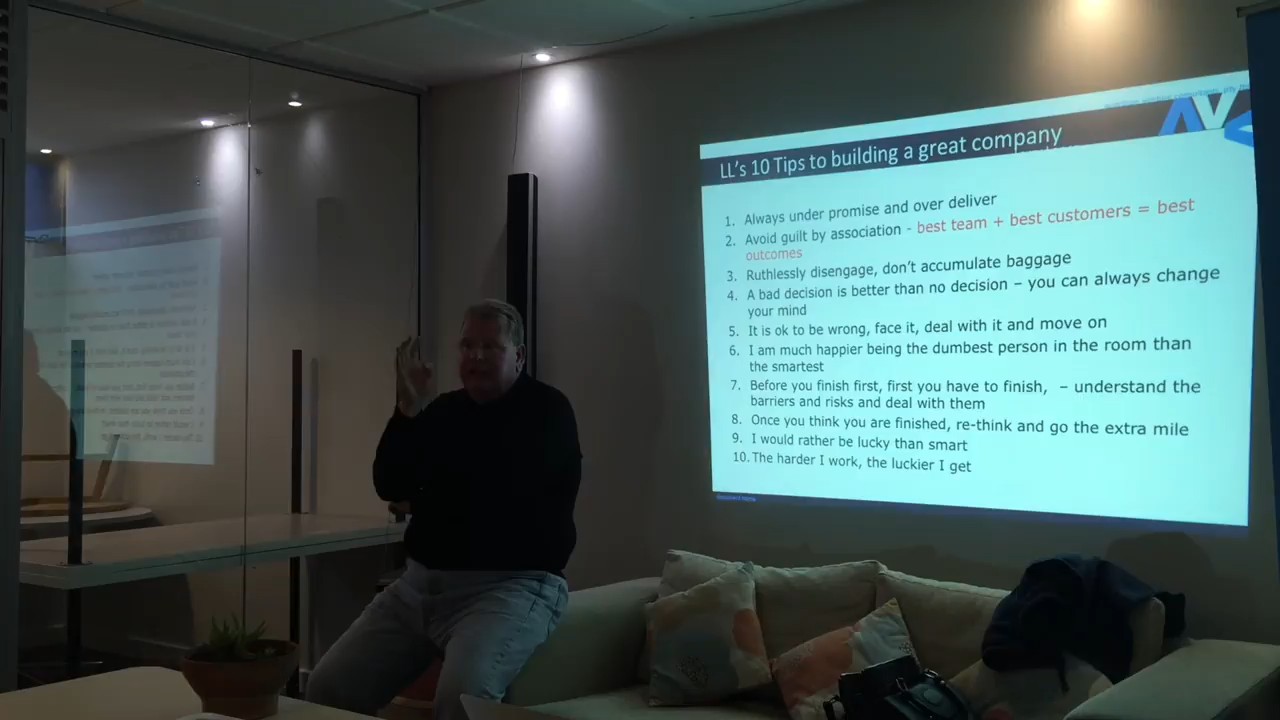 AV
LL's 10 Tips to building a great company
1. Always under promise and over deliver
2. Avoid guilt by association - best team + best customers = best
outcomes
3. Ruthlessly disengage, don't accumulate baggage
4. A bad decision is better than no decision – you can always change
your mind
5. It is ok to be wrong, face it, deal with it and move on
6. I am much happier being the dumbest person in the room than
the smartest
7. Before you finish first, first you have to finish, – understand the
barriers and risks and deal with them
8. Once you think you are finished, re-think and go the extra mile
9. I would rather be lucky than smart
10. The harder I work, the luckier I get